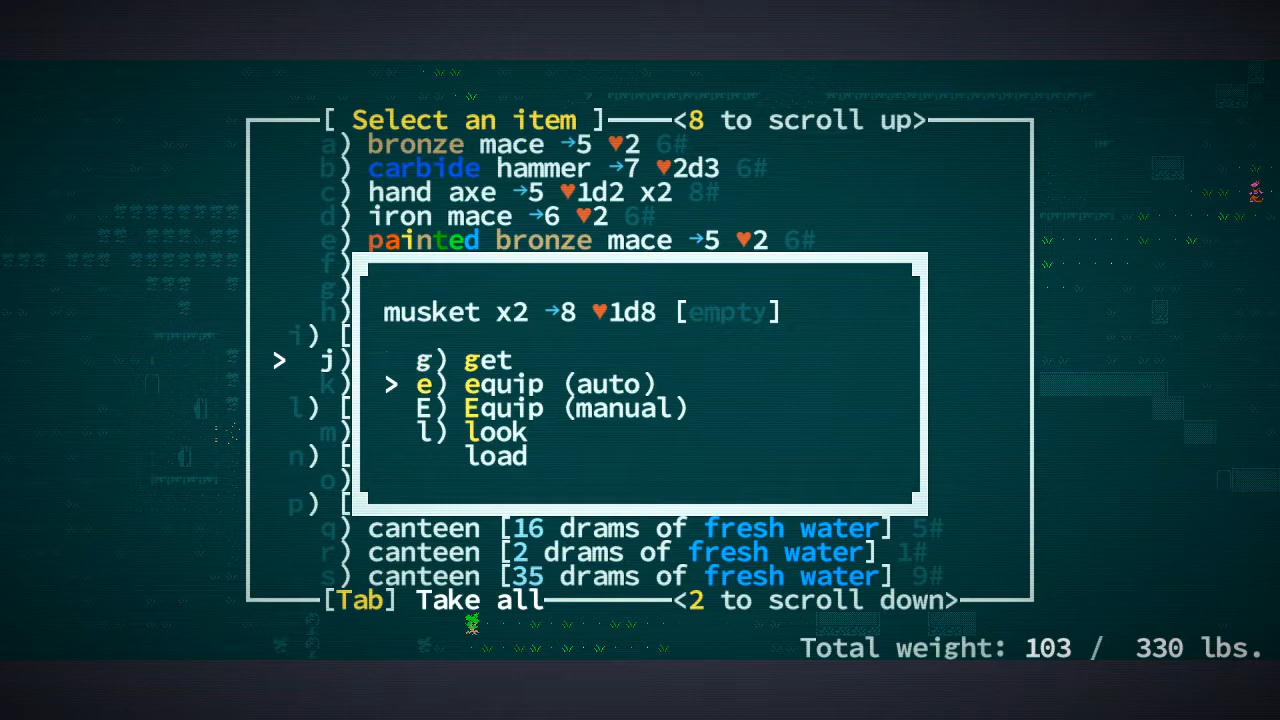 [ Select an item ] <8 to scroll up>
a) bronze mace →5 ♥2 6#
b) carbide hammer →7 ♥2d3 6#
c) hand axe →5 ♥1d2 x2 8#
d) iron mace →6 ♥2 6#
e) painted bronze mace →5 ♥2 6#
f)
g)
h)
musket x2 →8 ♥1d8 [empty]
i) [
> j)
g) get
k)
> e) equip (auto)
l) [
E) Equip (manual)
m)
l) look
n) [
load
o)
p) [
q) canteen [16 drams of fresh water] 5#
r) canteen [2 drams of fresh water] 1#
s) canteen [35 drams of fresh water] 9#
[Tab] Take all <2 to scroll down>
Total weight: 103 / 330 lbs.